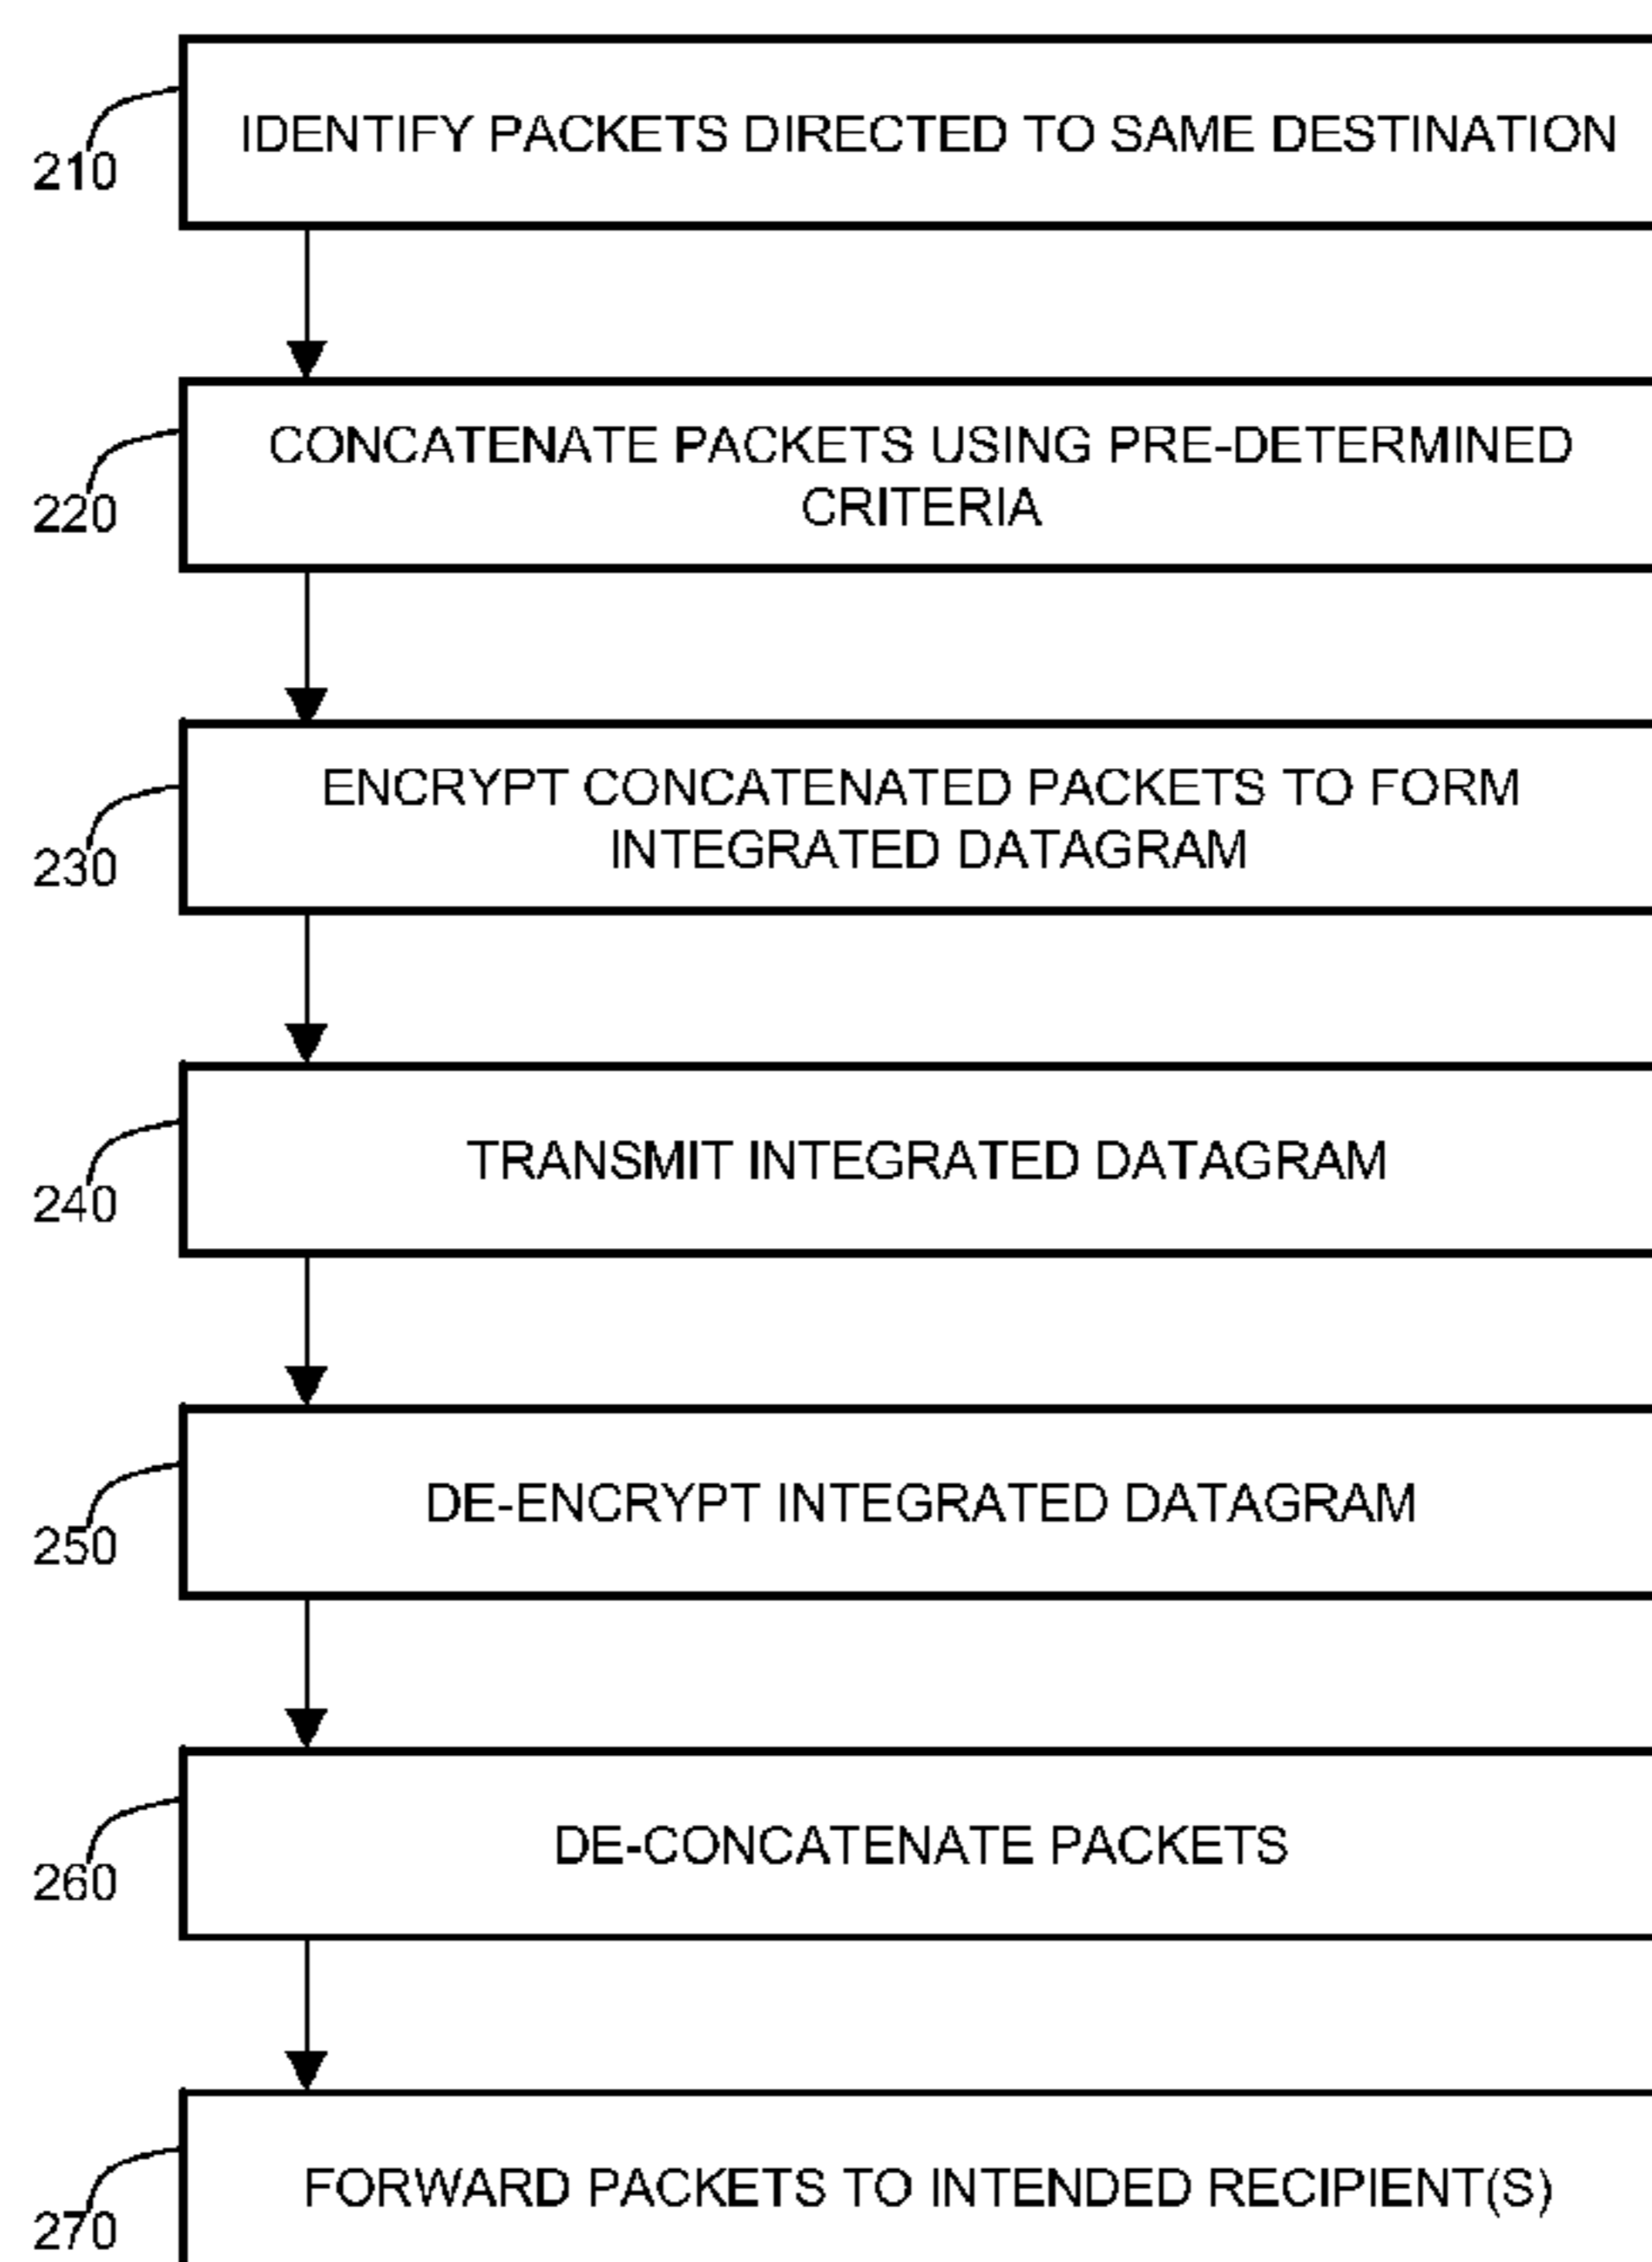 IDENTIFY PACKETS DIRECTED TO SAME DESTINATION
210
CONCATENATE PACKETS USING PRE-DETERMINED
CRITERIA
220
ENCRYPT CONCATENATED PACKETS TO FORM
INTEGRATED DATAGRAM
230
TRANSMIT INTEGRATED DATAGRAM
240
DE-ENCRYPT INTEGRATED DATAGRAM
250
DE-CONCATENATE PACKETS
260
FORWARD PACKETS TO INTENDED RECIPIENT(S)
270